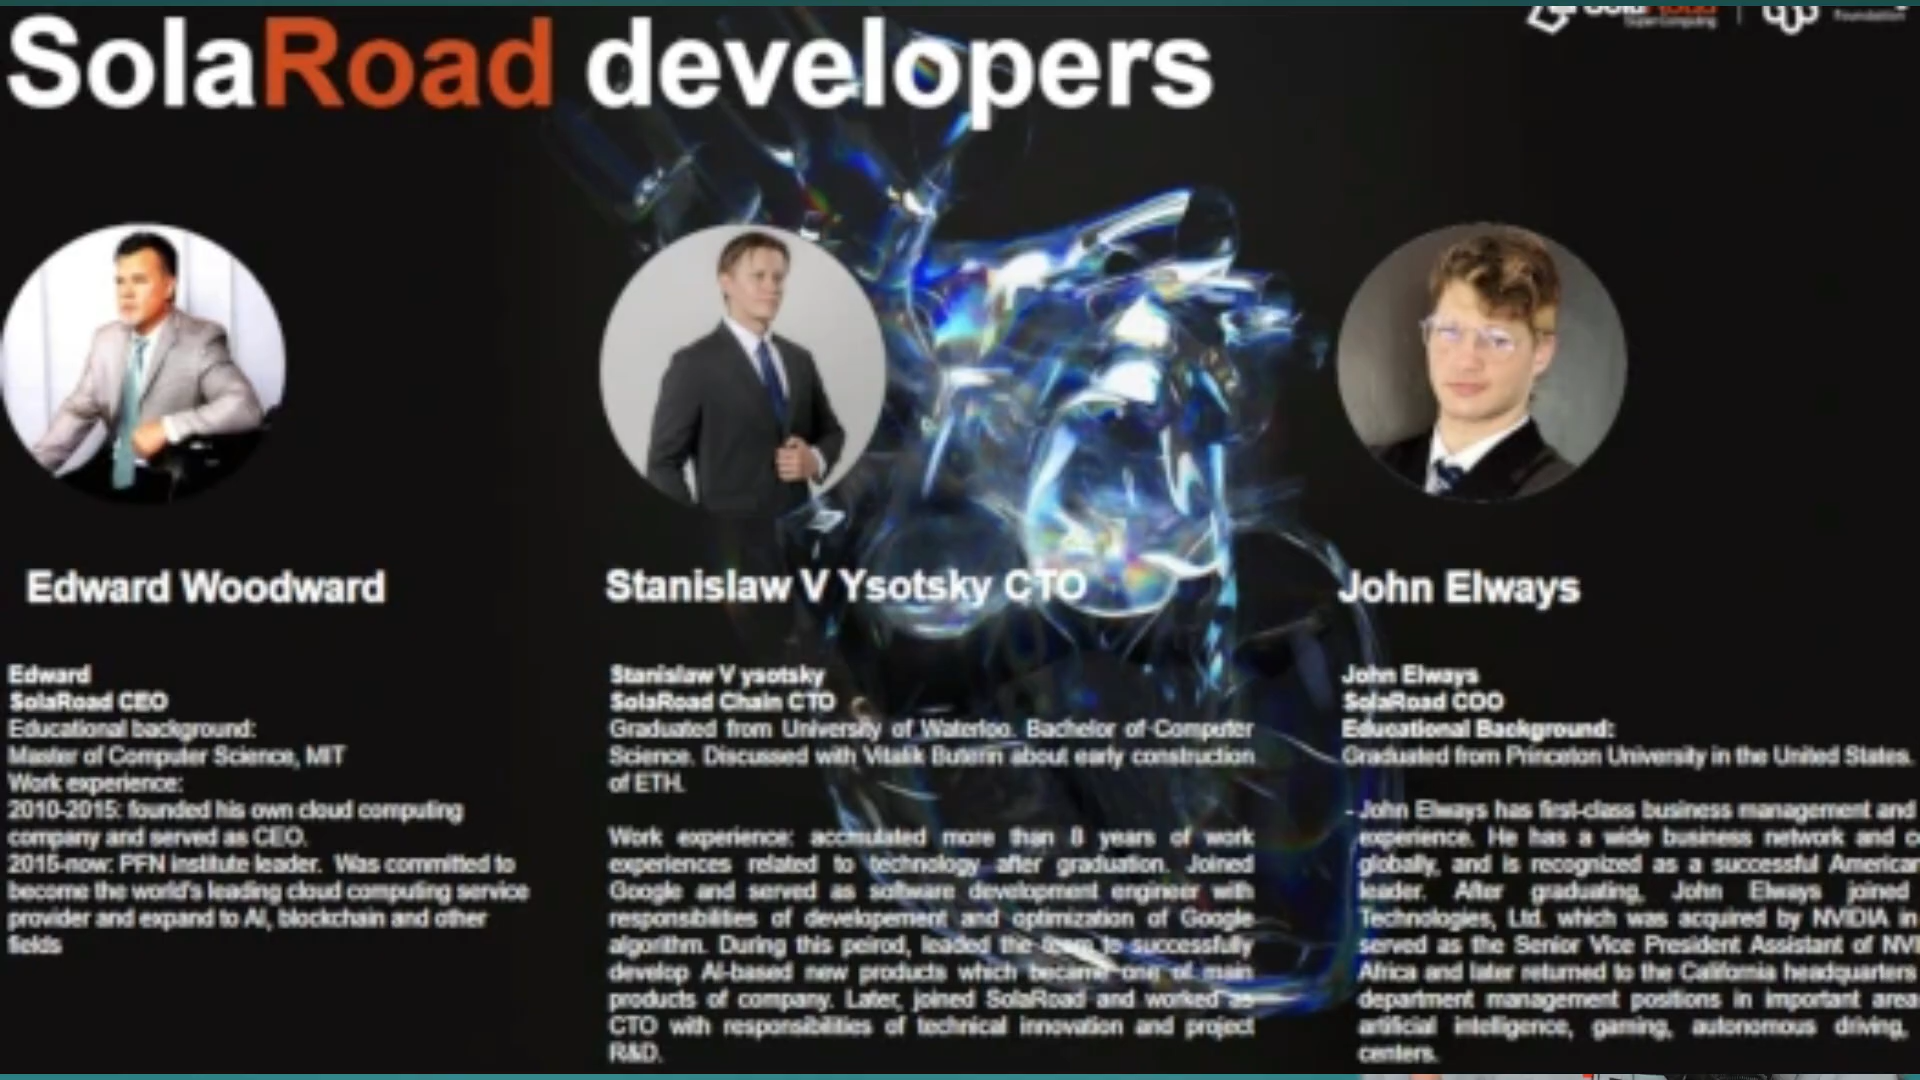 SolaRoad
Super Computing
Foundation
SolaRoad developers
Edward Woodward
Edward
SolaRoad CEO
Educational background:
Master of Computer Science, MIT
Work experience:
2010-2015: founded his own cloud computing
company and served as CEO.
2015-now: PFN institute leader. Was committed to
become the world's leading cloud computing service
provider and expand to AI, blockchain and other
fields
Stanislaw V Ysotsky CTO
Stanislaw V ysotsky
SolaRoad Chain CTO
Graduated from University of Waterloo. Bachelor of Computer
Science. Discussed with Vitalik Buterin about early construction
of ETH.
Work experience: accmulated more than 8 years of work
experiences related to technology after graduation. Joined
Google and served as software development engineer with
responsibilities of developement and optimization of Google
algorithm. During this peirod, leaded the team to successfully
develop AI-based new products which became one of main
products of company. Later, joined SolaRoad and worked as
CTO with responsibilities of technical innovation and project
R&D.
John Elways
John Elways
SolaRoad COO
Educational Background:
Graduated from Princeton University in the United States.
- John Elways has first-class business management and
experience. He has a wide business network and
globally, and is recognized as a successful American
leader. After graduating, John Elways joined
Technologies, Ltd. which was acquired by NVIDIA in
served as the Senior Vice President Assistant of
Africa and later returned to the California headquarters
department management positions in important
artificial intelligence, gaming, autonomous driving,
centers.